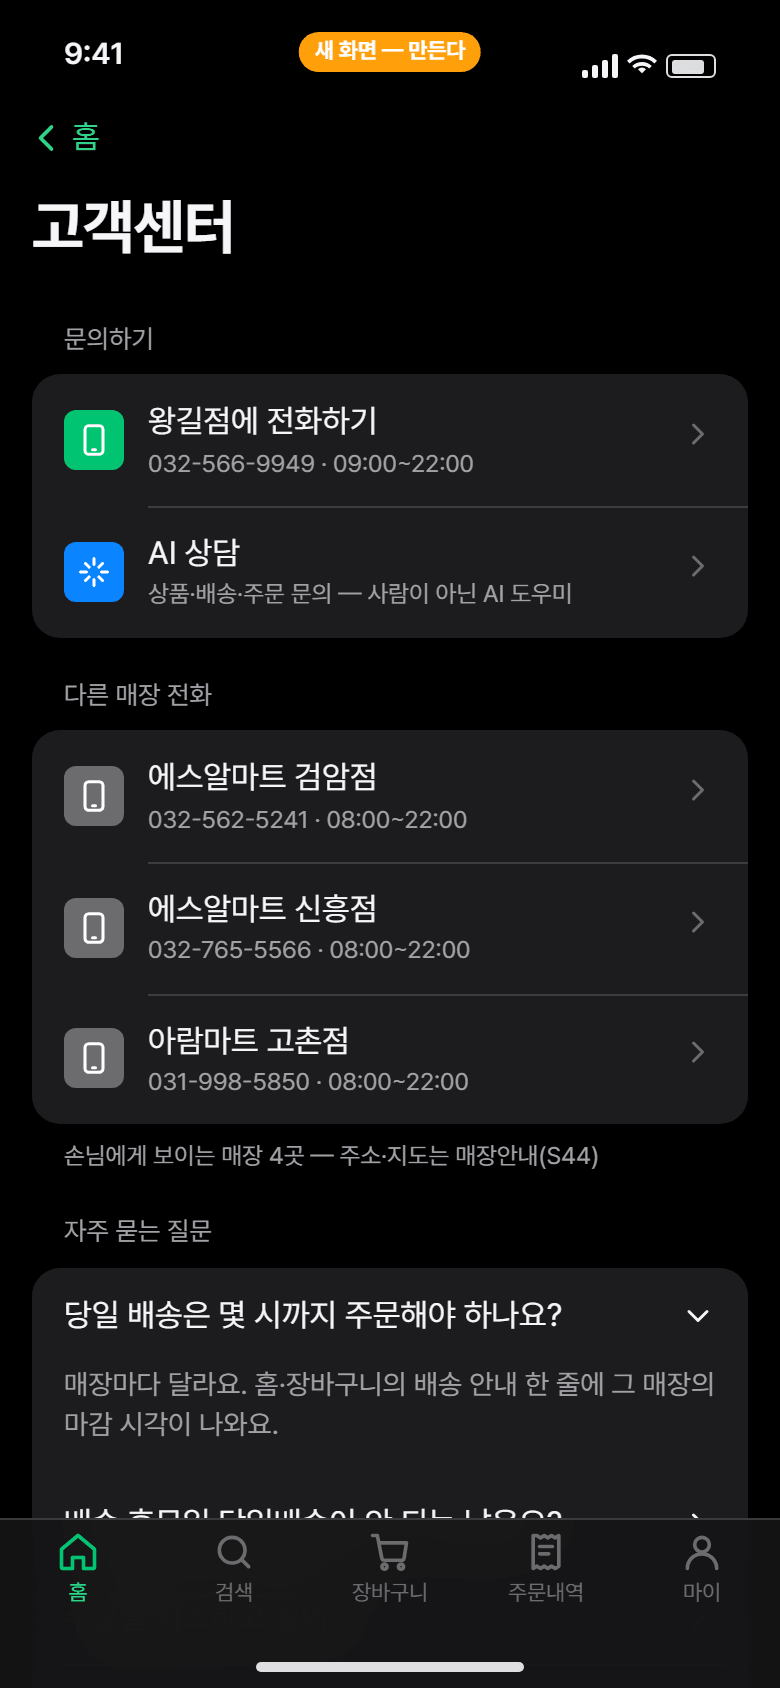 9:41
새 화면 — 만든다
홈
고객센터
문의하기
왕길점에 전화하기
032-566-9949 · 09:00~22:00
AI 상담
상품·배송·주문 문의 — 사람이 아닌 AI 도우미
다른 매장 전화
에스알마트 검암점
032-562-5241 · 08:00~22:00
에스알마트 신흥점
032-765-5566 · 08:00~22:00
아람마트 고촌점
031-998-5850 · 08:00~22:00
손님에게 보이는 매장 4곳 — 주소·지도는 매장안내(S44)
자주 묻는 질문
당일 배송은 몇 시까지 주문해야 하나요?
매장마다 달라요. 홈·장바구니의 배송 안내 한 줄에 그 매장의
마감 시각이 나와요.
홈
검색
장바구니
주문내역
마이